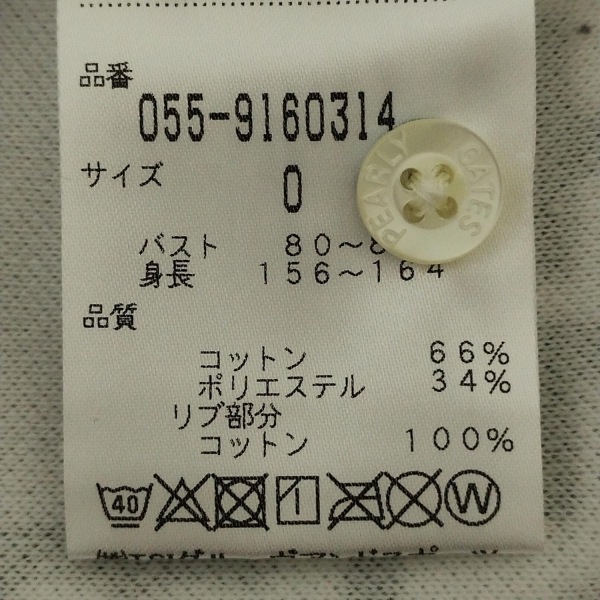 品番
055-9160314
サイズ 0
バスト 80〜8
身長 156〜164
品質
コットン 66%
ポリエステル 34%
リブ部分
コットン 100%
40 W
PEARLY GATES